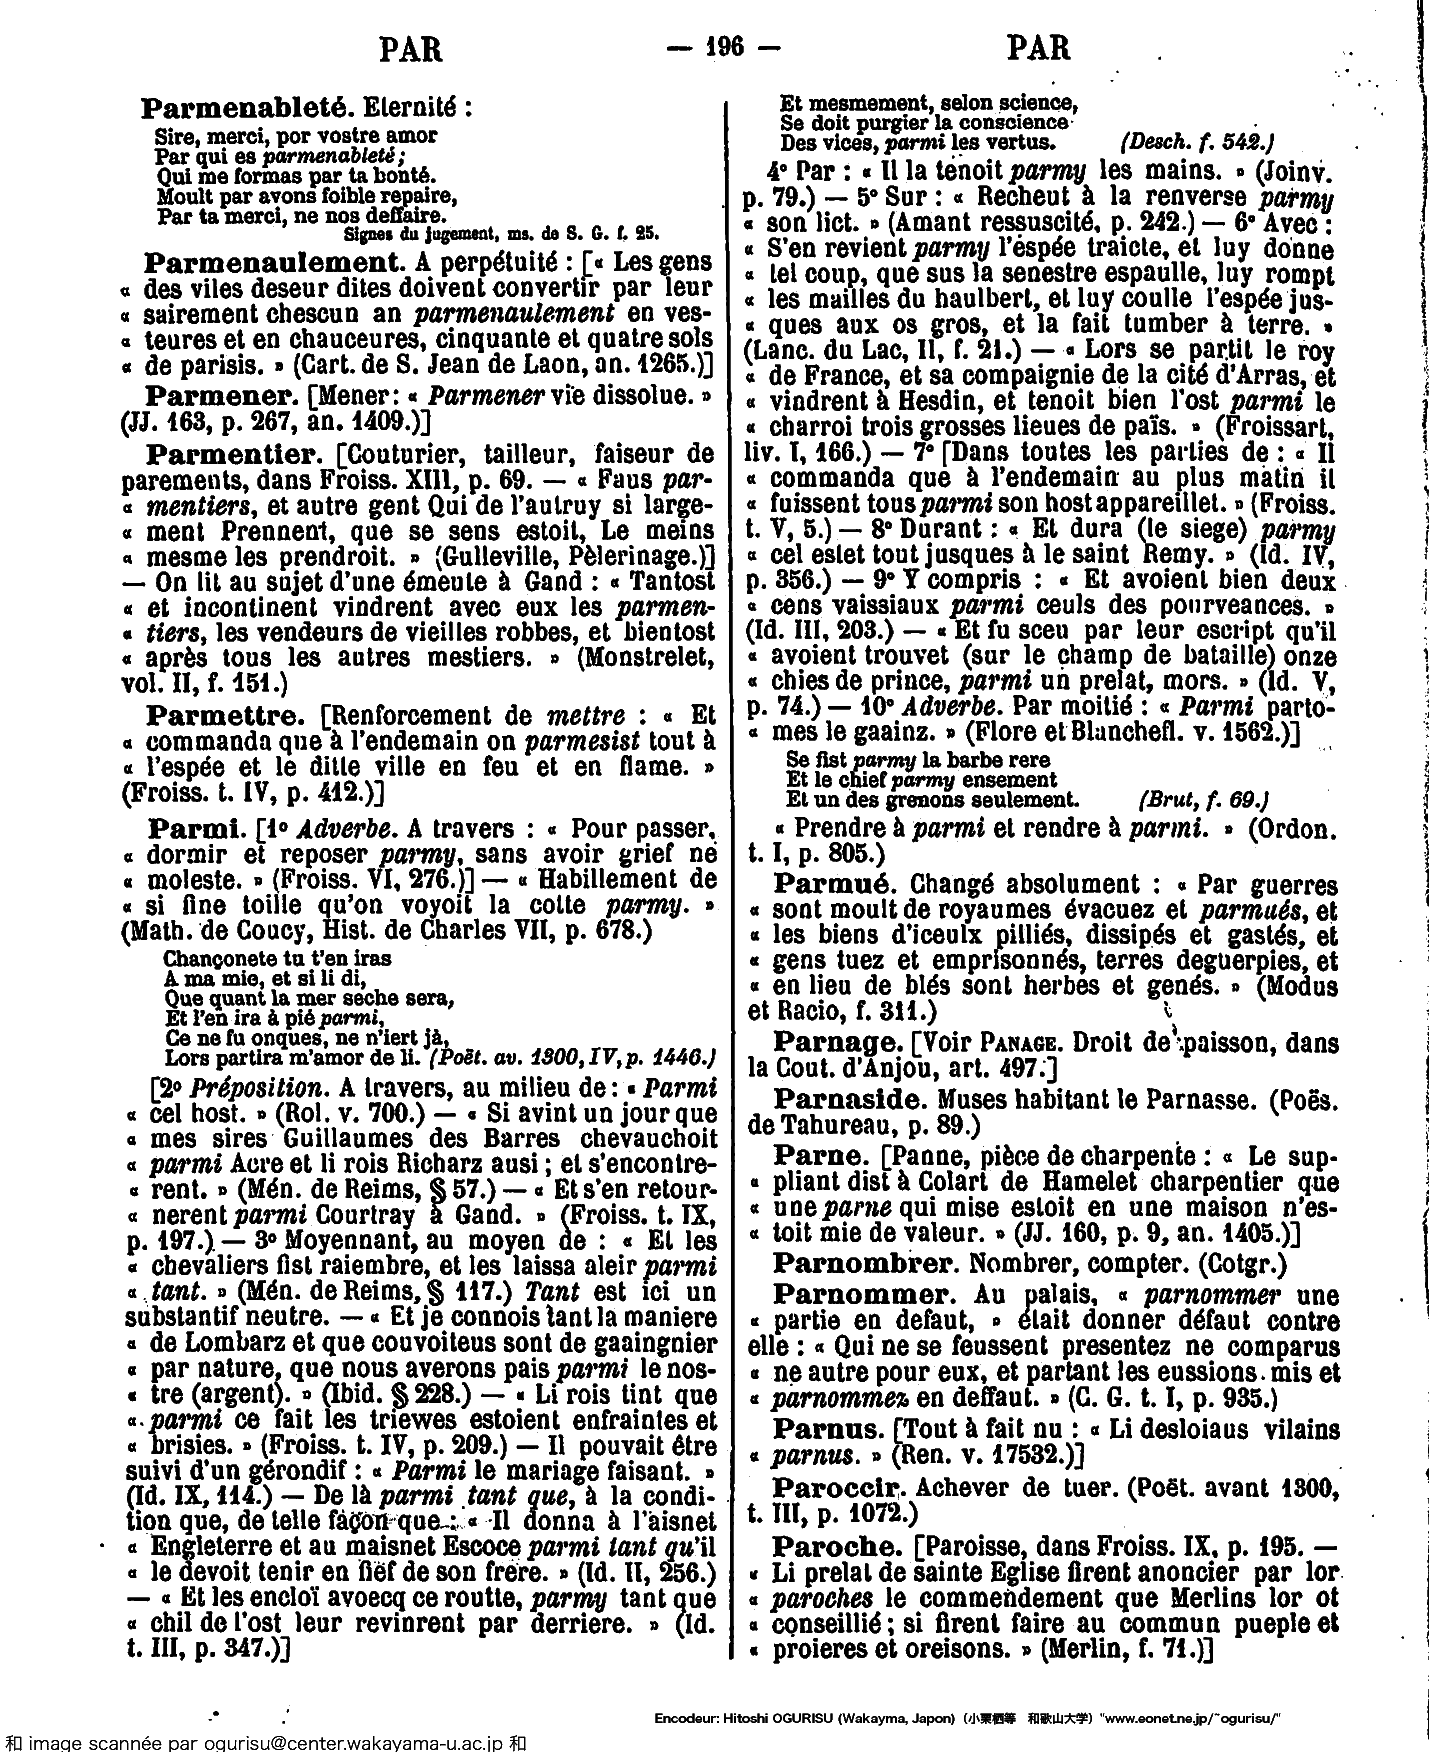 PAR — 196 — PAR
Parmenableté. Eternité :
Sire, merci, por vostre amor
Par qui es parmenableté;
Qui me formas par ta bonté.
Moult par avons foible repaire,
Par ta merci, ne nos deffaire.
Signes du jugement, ms. de S. G. f. 25.
Parmenaulement. A perpétuité : [« Les gens
« des viles deseur dites doivent convertir par leur
« sairement chescun an parmenaulement en ves-
« teures et en chauceures, cinquante et quatre sols
« de parisis. » (Cart. de S. Jean de Laon, an. 1265.)]
Parmener. [Mener : « Parmener vie dissolue. »
(JJ. 163, p. 267, an. 1409.)]
Parmentier. [Couturier, tailleur, faiseur de
parements, dans Froiss. XIII, p. 69. — « Faus par-
« mentiers, et autre gent Qui de l'autruy si large-
« ment Prennent, que se sens estoit, Le meins
« mesme les prendroit. » (Gulleville, Pèlerinage.)]
— On lit au sujet d'une émeute à Gand : « Tantost
« et incontinent vindrent avec eux les parmen-
« tiers, les vendeurs de vieilles robbes, et bientost
« après tous les autres mestiers. » (Monstrelet,
vol. II, f. 151.)
Parmettre. [Renforcement de mettre : « Et
« commanda que à l'endemain on parmesist tout à
« l'espée et le ditte ville en feu et en flame. »
(Froiss. t. IV, p. 412.)]
Parmi. [1º Adverbe. A travers : « Pour passer,
« dormir et reposer parmy, sans avoir grief ne
« moleste. » (Froiss. VI, 276.)] — « Habillement de
« si fine toille qu'on voyoit la cotte parmy. »
(Math. de Coucy, Hist. de Charles VII, p. 678.)
Chançonete tu t'en iras
A ma mie, et si li di,
Que quant la mer seche sera,
Et l'en ira à pié parmi,
Ce ne fu onques, ne n'iert jà,
Lors partira m'amor de li. (Poët. av. 1300, IV, p. 1446.)
[2º Préposition. A travers, au milieu de : « Parmi
« cel host. » (Rol. v. 700.) — « Si avint un jour que
« mes sires Guillaumes des Barres chevauchoit
« parmi Acre et li rois Richarz ausi ; et s'encontre-
« rent. » (Mén. de Reims, § 57.) — « Et s'en retour-
« nerent parmi Courtray à Gand. » (Froiss. t. IX,
p. 197.) — 3º Moyennant, au moyen de : « Et les
« chevaliers fist raiembre, et les laissa aleir parmi
« tant. » (Mén. de Reims, § 117.) Tant est ici un
substantif neutre. — « Et je connois tant la maniere
« de Lombarz et que couvoiteus sont de gaaingnier
« par nature, que nous averons pais parmi le nos-
« tre (argent). » (Ibid. § 228.) — « Li rois tint que
« parmi ce fait les triewes estoient enfraintes et
« brisies. » (Froiss. t. IV, p. 209.) — Il pouvait être
suivi d'un gérondif : « Parmi le mariage faisant. »
(Id. IX, 114.) — De là parmi tant que, à la condi-
tion que, de telle façon que : « Il donna à l'aisnet
« Engleterre et au maisnet Escoce parmi tant qu'il
« le devoit tenir en fief de son frere. » (Id. II, 256.)
— « Et les encloï avoecq ce routte, parmy tant que
« chil de l'ost leur revinrent par derriere. » (Id.
t. III, p. 347.)]
Et mesmement, selon science,
Se doit purgier la conscience
Des vices, parmi les vertus. (Desch. f. 542.)
4º Par : « Il la tenoit parmy les mains. » (Joinv.
p. 79.) — 5º Sur : « Recheut à la renverse parmy
« son lict. » (Amant ressuscité, p. 242.) — 6º Avec :
« S'en revient parmy l'espée traicte, et luy donne
« tel coup, que sus la senestre espaulle, luy rompt
« les mailles du haulbert, et luy coulle l'espée jus-
« ques aux os gros, et la fait tumber à terre. »
(Lanc. du Lac, II, f. 21.) — « Lors se partit le roy
« de France, et sa compaignie de la cité d'Arras, et
« vindrent à Hesdin, et tenoit bien l'ost parmi le
« charroi trois grosses lieues de païs. » (Froissart,
liv. I, 166.) — 7º [Dans toutes les parties de : « Il
« commanda que à l'endemain au plus matin il
« fuissent tous parmi son host appareillet. » (Froiss.
t. V, 5.) — 8º Durant : « Et dura (le siege) parmy
« cel estet tout jusques à le saint Remy. » (Id. IV,
p. 356.) — 9º Y compris : « Et avoient bien deux
« cens vaissiaux parmi ceuls des pourveances. »
(Id. III, 203.) — « Et fu sceu par leur escript qu'il
« avoient trouvet (sur le champ de bataille) onze
« chies de prince, parmi un prelat, mors. » (Id. V,
p. 74.) — 10º Adverbe. Par moitié : « Parmi parto-
« mes le gaainz. » (Flore et Blanchefl. v. 1562.)]
Se fist parmy la barbe rere
Et le chief parmy ensement
Et un des grenons seulement. (Brut, f. 69.)
« Prendre à parmi et rendre à parmi. » (Ordon.
t. I, p. 805.)
Parmué. Changé absolument : « Par guerres
« sont moult de royaumes évacuez et parmués, et
« les biens d'iceulx pilliés, dissipés et gastés, et
« gens tuez et emprisonnés, terres deguerpies, et
« en lieu de blés sont herbes et genés. » (Modus
et Racio, f. 311.)
Parnage. [Voir PANAGE. Droit de paisson, dans
la Cout. d'Anjou, art. 497.]
Parnaside. Muses habitant le Parnasse. (Poës.
de Tahureau, p. 89.)
Parne. [Panne, pièce de charpente : « Le sup-
« pliant dist à Colart de Hamelet charpentier que
« une parne qui mise estoit en une maison n'es-
« toit mie de valeur. » (JJ. 160, p. 9, an. 1405.)]
Parnombrer. Nombrer, compter. (Cotgr.)
Parnommer. Au palais, « parnommer une
« partie en defaut, » était donner défaut contre
elle : « Qui ne se feussent presentez ne comparus
« ne autre pour eux, et partant les eussions mis et
« parnommez en deffaut. » (C. G. t. I, p. 935.)
Parnus. [Tout à fait nu : « Li desloiaus vilains
« parnus. » (Ren. v. 17532.)]
Paroccir. Achever de tuer. (Poët. avant 1300,
t. III, p. 1072.)
Paroche. [Paroisse, dans Froiss. IX, p. 195. —
« Li prelat de sainte Eglise firent anoncier par lor
« paroches le commendement que Merlins lor ot
« conseillié ; si firent faire au commun pueple et
« proieres et oreisons. » (Merlin, f. 71.)]
Encodeur: Hitoshi OGURISU (Wakayma, Japon) (小栗栖等 和歌山大学) "www.eonet.ne.jp/~ogurisu/"
和 image scannée par ogurisu@center.wakayama-u.ac.jp 和